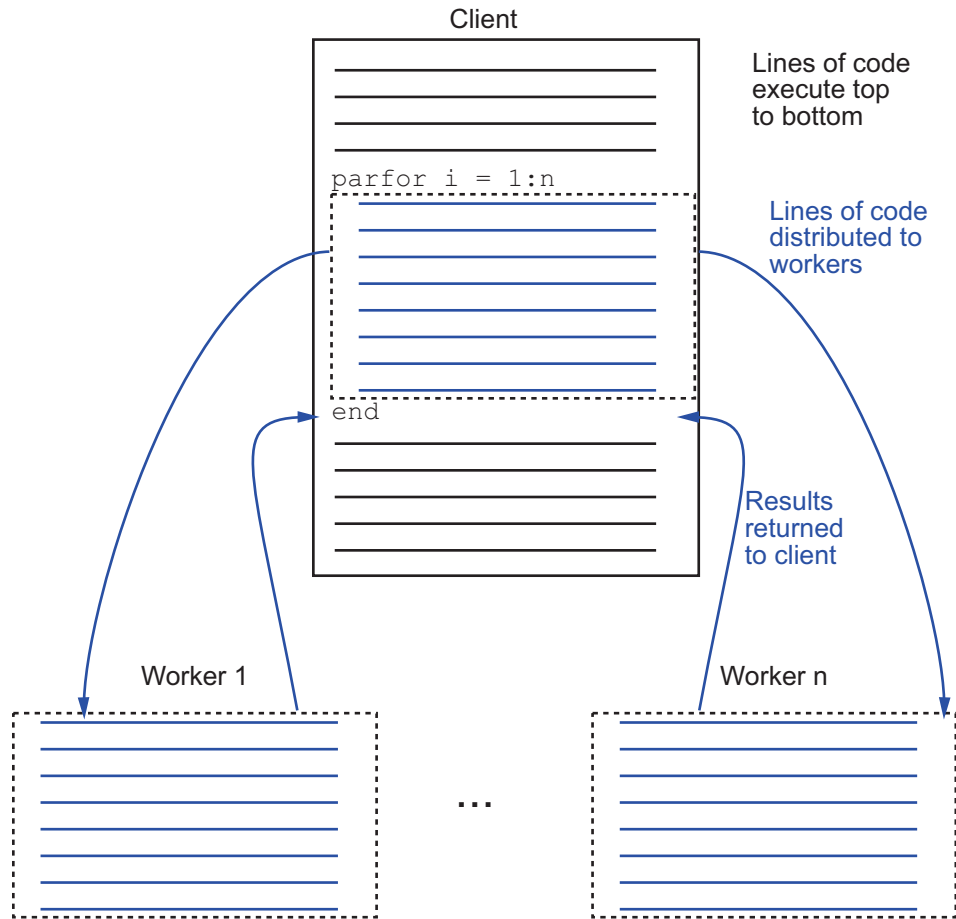 Client
Lines of code
execute top
to bottom
parfor i = 1:n
Lines of code
distributed to
workers
end
Results
returned
to client
Worker 1
Worker n
...